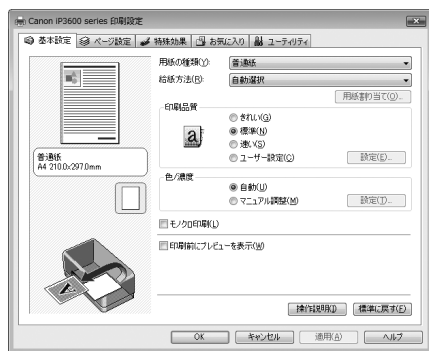 Canon iP3600 series 印刷設定
基本設定 ページ設定 特殊効果 お気に入り ユーティリティ
用紙の種類(Y): 普通紙
給紙方法(R): 自動選択
用紙割り当て(O)...
印刷品質
a
きれい(G)
標準(N)
速い(S)
ユーザー設定(C) 設定(E)...
普通紙
A4 210.0x297.0mm
色/濃度
自動(U)
マニュアル調整(M) 設定(T)...
モノクロ印刷(L)
印刷前にプレビューを表示(W)
操作説明(I) 標準に戻す(F)
OK キャンセル 適用(A) ヘルプ